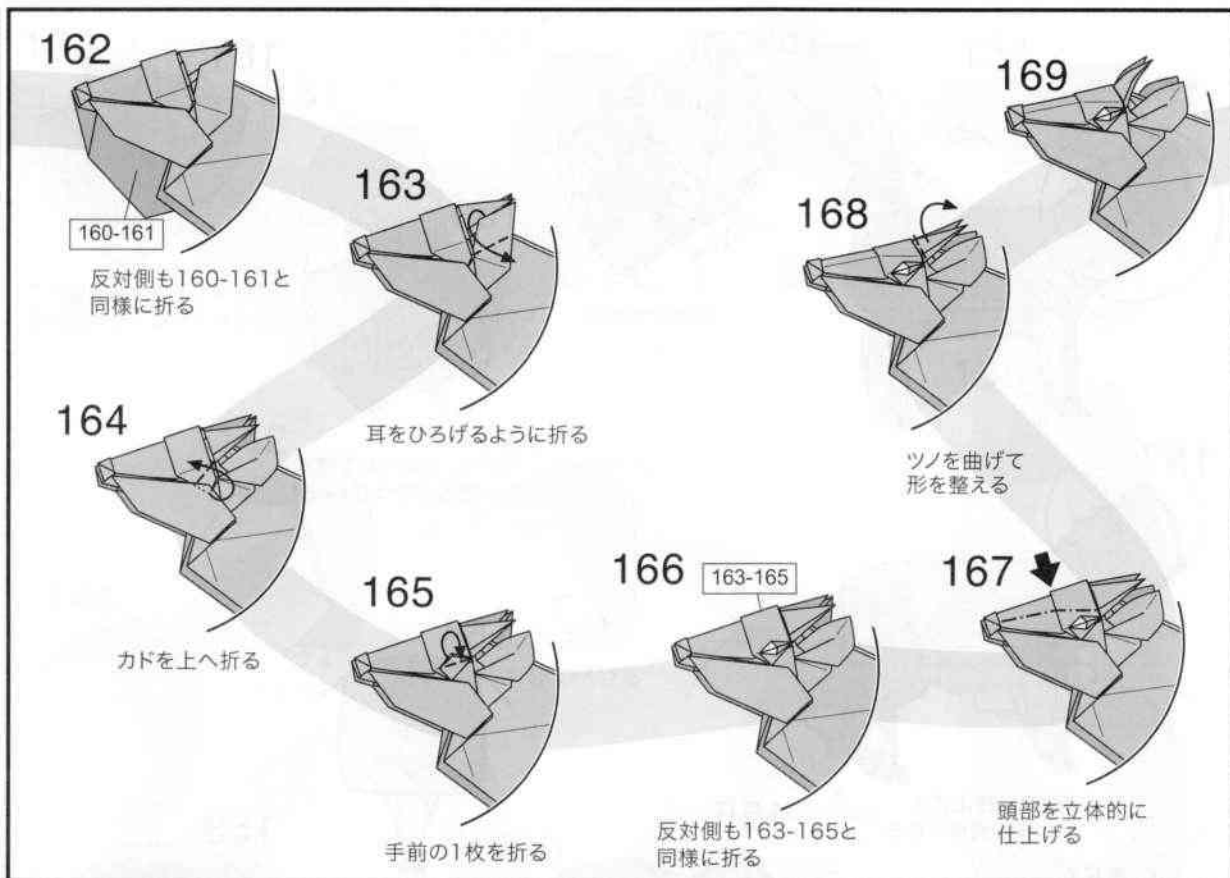 162
160-161
反対側も160-161と
同様に折る
163
耳をひろげるように折る
164
カドを上へ折る
165
手前の1枚を折る
166
163-165
反対側も163-165と
同様に折る
167
頭部を立体的に
仕上げる
168
ツノを曲げて
形を整える
169